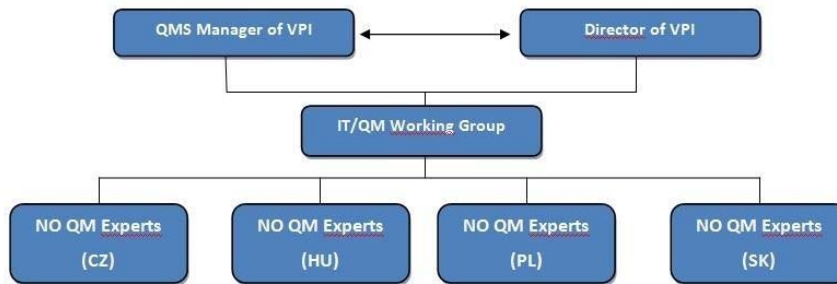 QMS Manager of VPI
Director of VPI
IT/QM Working Group
NO QM Experts
(CZ)
NO QM Experts
(HU)
NO QM Experts
(PL)
NO QM Experts
(SK)